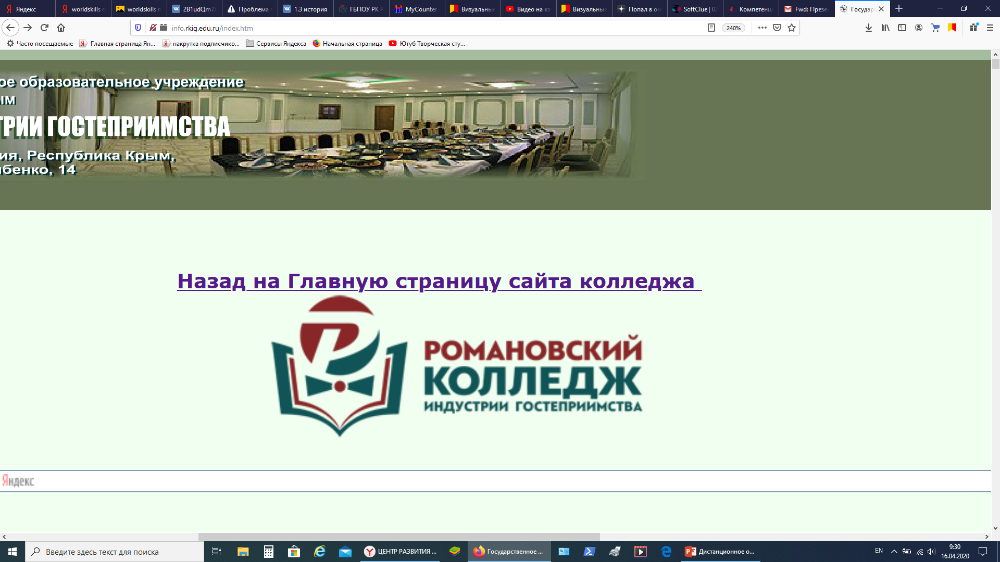 Яндекс
worldskills
worldskills
2B1udQm7
Проблема
1.3 история
ГБПОУ РК
MyCounter
Визуальные
Видео на ка
Визуальные
Попал в оч
SoftClue | 02
Компетенц
Fwd: Презе
Государ
info.rkig.edu.ru/index.htm
240%
Часто посещаемые
Главная страница Ян...
накрутка подписчико...
Сервисы Яндекса
Начальная страница
Ютуб Творческая сту...
ое образовательное учреждение
ым
ТРИИ ГОСТЕПРИИМСТВА
ия, Республика Крым,
ибенко, 14
Назад на Главную страницу сайта колледжа
РОМАНОВСКИЙ
КОЛЛЕДЖ
ИНДУСТРИИ ГОСТЕПРИИМСТВА
Яндекс
Введите здесь текст для поиска
ЦЕНТР РАЗВИТИЯ ...
Государственное ...
Дистанционное о...
EN
9:30
16.04.2020